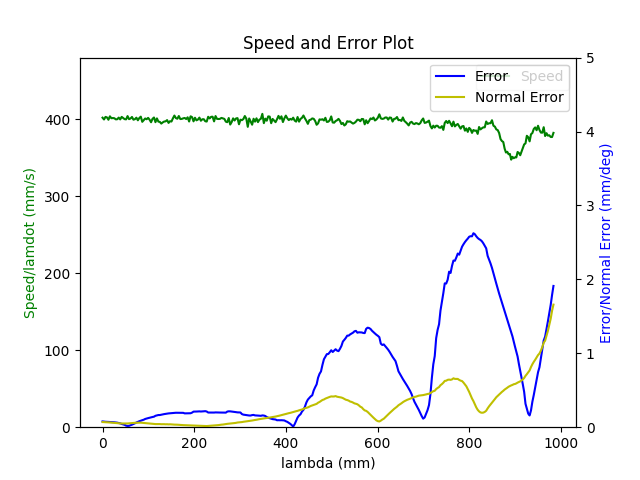 Speed and Error Plot
Error Speed
Normal Error
Speed/lamdot (mm/s)
400
300
200
100
0
5
4
3
2
1
0
Error/Normal Error (mm/deg)
0 200 400 600 800 1000
lambda (mm)